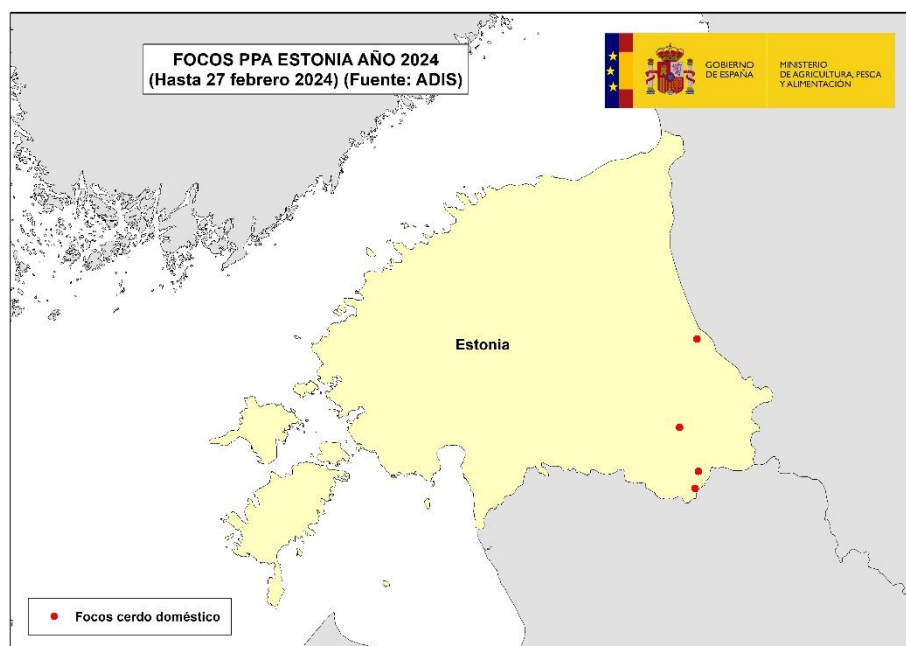 FOCOS PPA ESTONIA AÑO 2024
(Hasta 27 febrero 2024) (Fuente: ADIS)
GOBIERNO
DE ESPAÑA
MINISTERIO
DE AGRICULTURA, PESCA
Y ALIMENTACIÓN
Estonia
Focos cerdo doméstico